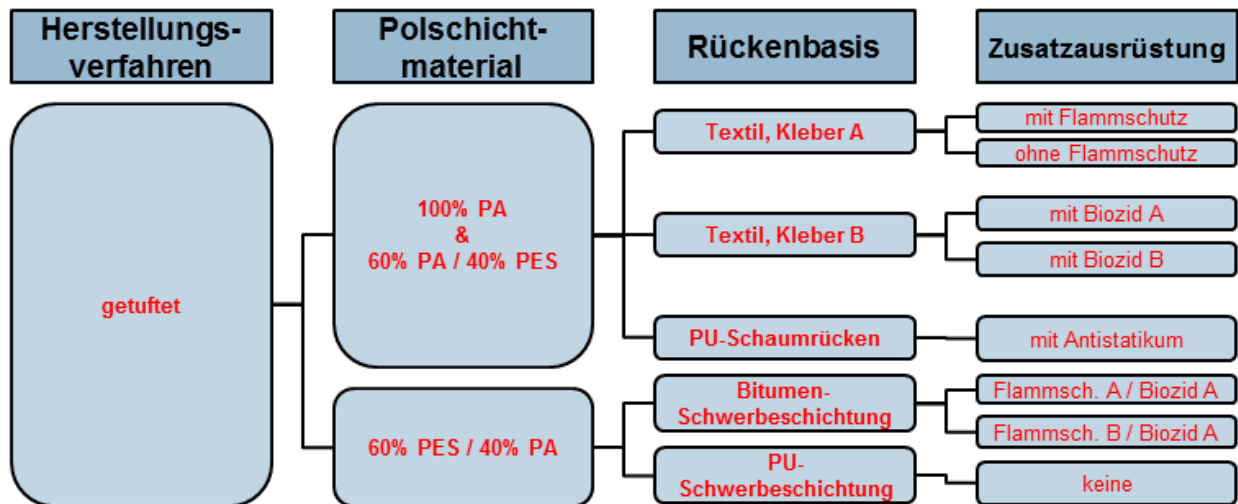 Herstellungs-
verfahren
Polschicht-
material
Rückenbasis
Zusatzausrüstung
getuftet
100% PA
&
60% PA / 40% PES
60% PES / 40% PA
Textil, Kleber A
Textil, Kleber B
PU-Schaumrücken
Bitumen-
Schwerbeschichtung
PU-
Schwerbeschichtung
mit Flammschutz
ohne Flammschutz
mit Biozid A
mit Biozid B
mit Antistatikum
Flammsch. A / Biozid A
Flammsch. B / Biozid A
keine